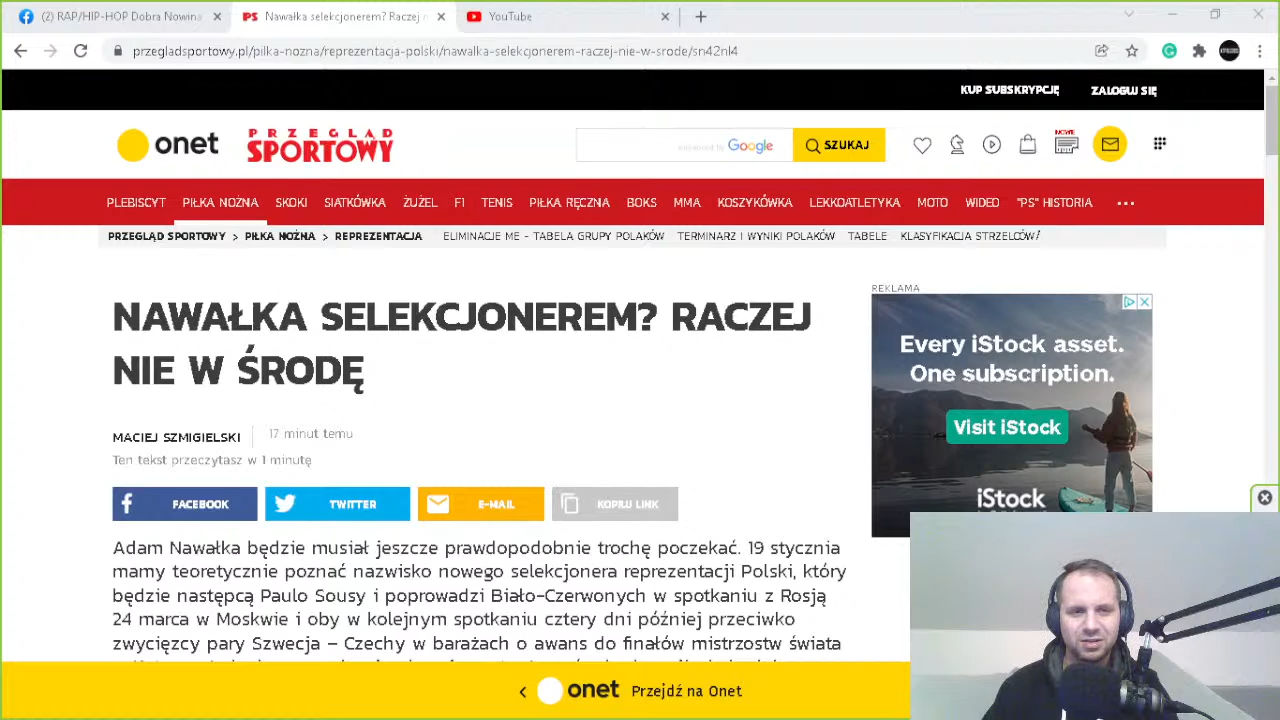 (2) RAP/HIP-HOP Dobra Nowina
Nawałka selekcjonerem? Raczej n
YouTube
przegladsportowy.pl/pilka-nozna/reprezentacja-polski/nawalka-selekcjonerem-raczej-nie-w-srode/sn42nl4
KUP SUBSKRYPCJĘ ZALOGUJ SIĘ
onet PRZEGLĄD SPORTOWY
Google SZUKAJ
NOWE
PLEBISCYT PIŁKA NOŻNA SKOKI SIATKÓWKA ŻUŻEL F1 TENIS PIŁKA RĘCZNA BOKS MMA KOSZYKÓWKA LEKKOATLETYKA MOTO WIDEO "PS" HISTORIA ...
PRZEGLĄD SPORTOWY > PIŁKA NOŻNA > REPREZENTACJA ELIMINACJE ME - TABELA GRUPY POLAKÓW TERMINARZ I WYNIKI POLAKÓW TABELE KLASYFIKACJA STRZELCÓW/
NAWAŁKA SELEKCJONEREM? RACZEJ
NIE W ŚRODĘ
MACIEJ SZMIGIELSKI 17 minut temu
Ten tekst przeczytasz w 1 minutę
FACEBOOK TWITTER E-MAIL KOPIUJ LINK
Adam Nawałka będzie musiał jeszcze prawdopodobnie trochę poczekać. 19 stycznia
mamy teoretycznie poznać nazwisko nowego selekcjonera reprezentacji Polski, który
będzie następcą Paulo Sousy i poprowadzi Biało-Czerwonych w spotkaniu z Rosją
24 marca w Moskwie i oby w kolejnym spotkaniu cztery dni później przeciwko
zwycięzcy pary Szwecja – Czechy w barażach o awans do finałów mistrzostw świata
REKLAMA
Every iStock asset.
One subscription.
Visit iStock
iStock
onet Przejdź na Onet